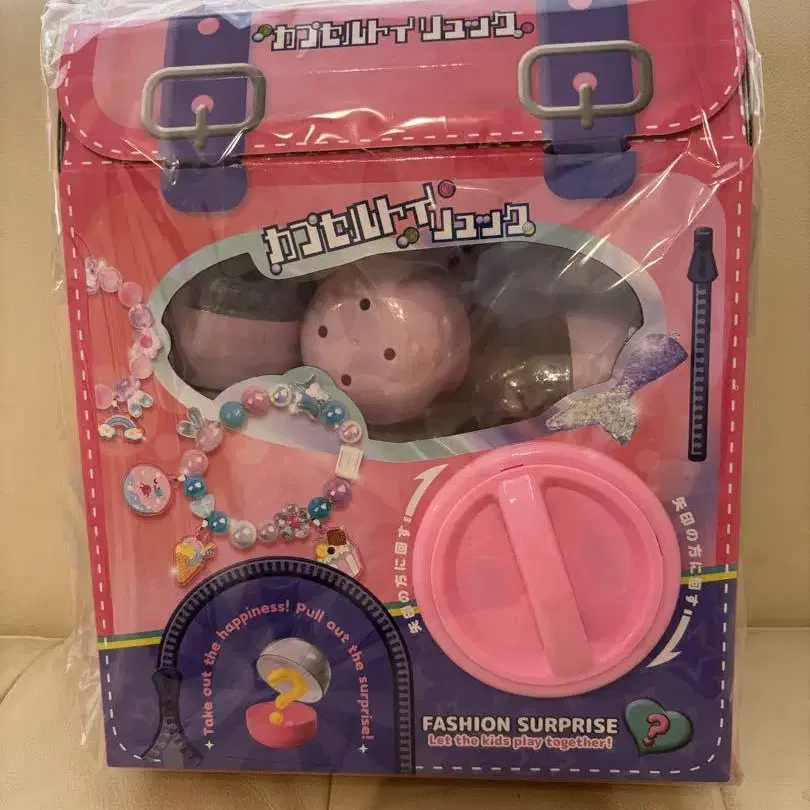 カプセルトイリュック
カプセルトイリュック
矢印の方に回す!
矢印の方に回す!
Take out the happiness! Pull out the surprise!
FASHION SURPRISE
Let the kids play together!